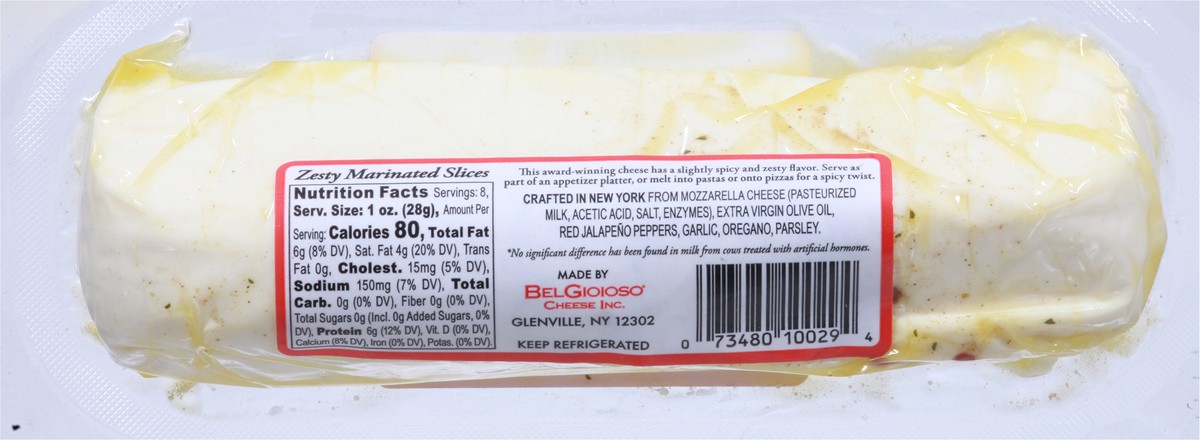 Zesty Marinated Slices
Nutrition Facts Servings: 8,
Serv. Size: 1 oz. (28g), Amount Per
Serving: Calories 80, Total Fat
6g (8% DV), Sat. Fat 4g (20% DV), Trans
Fat 0g, Cholest. 15mg (5% DV),
Sodium 150mg (7% DV), Total
Carb. 0g (0% DV), Fiber 0g (0% DV),
Total Sugars 0g (Incl. 0g Added Sugars, 0%
DV), Protein 6g (12% DV), Vit. D (0% DV),
Calcium (8% DV), Iron (0% DV), Potas. (0% DV).
This award-winning cheese has a slightly spicy and zesty flavor. Serve as
part of an appetizer platter, or melt into pastas or onto pizzas for a spicy twist.
CRAFTED IN NEW YORK FROM MOZZARELLA CHEESE (PASTEURIZED
MILK, ACETIC ACID, SALT, ENZYMES), EXTRA VIRGIN OLIVE OIL,
RED JALAPEÑO PEPPERS, GARLIC, OREGANO, PARSLEY.
*No significant difference has been found in milk from cows treated with artificial hormones.
MADE BY
BELGIOIOSO®
CHEESE INC.
GLENVILLE, NY 12302
KEEP REFRIGERATED
0 73480 10029 4